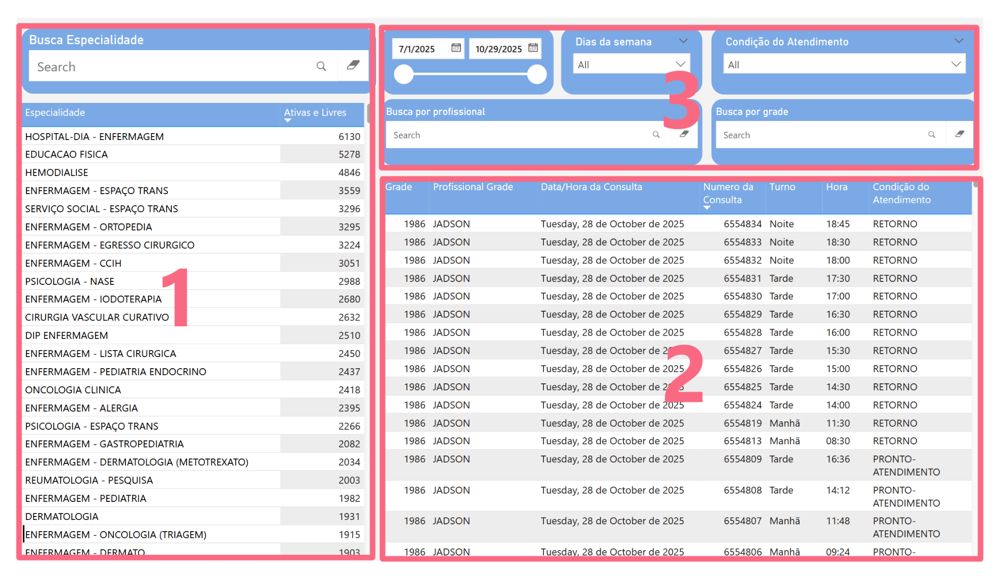 Busca Especialidade
Search
Especialidade Ativas e Livres
HOSPITAL-DIA - ENFERMAGEM 6130
EDUCACAO FISICA 5278
HEMODIALISE 4846
ENFERMAGEM - ESPAÇO TRANS 3559
SERVIÇO SOCIAL - ESPAÇO TRANS 3296
ENFERMAGEM - ORTOPEDIA 3295
ENFERMAGEM - EGRESSO CIRURGICO 3224
ENFERMAGEM - CCIH 3051
PSICOLOGIA - NASE 2988
ENFERMAGEM - IODOTERAPIA 2680
CIRURGIA VASCULAR CURATIVO 2632
DIP ENFERMAGEM 2510
ENFERMAGEM - LISTA CIRURGICA 2450
ENFERMAGEM - PEDIATRIA ENDOCRINO 2437
ONCOLOGIA CLINICA 2418
ENFERMAGEM - ALERGIA 2395
PSICOLOGIA - ESPAÇO TRANS 2266
ENFERMAGEM - GASTROPEDIATRIA 2082
ENFERMAGEM - DERMATOLOGIA (METOTREXATO) 2034
REUMATOLOGIA - PESQUISA 2003
ENFERMAGEM - PEDIATRIA 1982
DERMATOLOGIA 1931
ENFERMAGEM - ONCOLOGIA (TRIAGEM) 1915
ENFERMAGEM - DERMATO 1903
1
7/1/2025 10/29/2025
Dias da semana
All
Condição do Atendimento
All
Busca por profissional
Search
Busca por grade
Search
3
Grade Profissional Grade Data/Hora da Consulta Numero da Turno Hora Condição do
Consulta Atendimento
1986 JADSON Tuesday, 28 de October de 2025 6554834 Noite 18:45 RETORNO
1986 JADSON Tuesday, 28 de October de 2025 6554833 Noite 18:30 RETORNO
1986 JADSON Tuesday, 28 de October de 2025 6554832 Noite 18:00 RETORNO
1986 JADSON Tuesday, 28 de October de 2025 6554831 Tarde 17:30 RETORNO
1986 JADSON Tuesday, 28 de October de 2025 6554830 Tarde 17:00 RETORNO
1986 JADSON Tuesday, 28 de October de 2025 6554829 Tarde 16:30 RETORNO
1986 JADSON Tuesday, 28 de October de 2025 6554828 Tarde 16:00 RETORNO
1986 JADSON Tuesday, 28 de October de 2025 6554827 Tarde 15:30 RETORNO
1986 JADSON Tuesday, 28 de October de 2025 6554826 Tarde 15:00 RETORNO
1986 JADSON Tuesday, 28 de October de 2025 6554825 Tarde 14:30 RETORNO
1986 JADSON Tuesday, 28 de October de 2025 6554824 Tarde 14:00 RETORNO
1986 JADSON Tuesday, 28 de October de 2025 6554819 Manhã 11:30 RETORNO
1986 JADSON Tuesday, 28 de October de 2025 6554813 Manhã 08:30 RETORNO
1986 JADSON Tuesday, 28 de October de 2025 6554809 Tarde 16:36 PRONTO-
ATENDIMENTO
1986 JADSON Tuesday, 28 de October de 2025 6554808 Tarde 14:12 PRONTO-
ATENDIMENTO
1986 JADSON Tuesday, 28 de October de 2025 6554807 Manhã 11:48 PRONTO-
ATENDIMENTO
1986 JADSON Tuesday, 28 de October de 2025 6554806 Manhã 09:24 PRONTO-
2